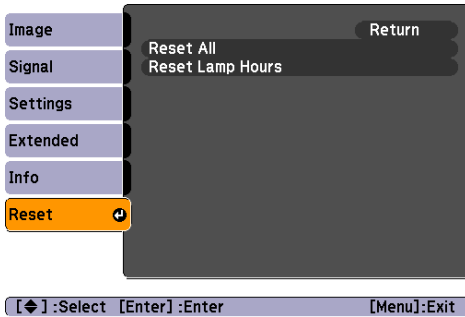 Image
Signal
Settings
Extended
Info
Reset
Return
Reset All
Reset Lamp Hours
[◆] :Select [Enter] :Enter [Menu]:Exit